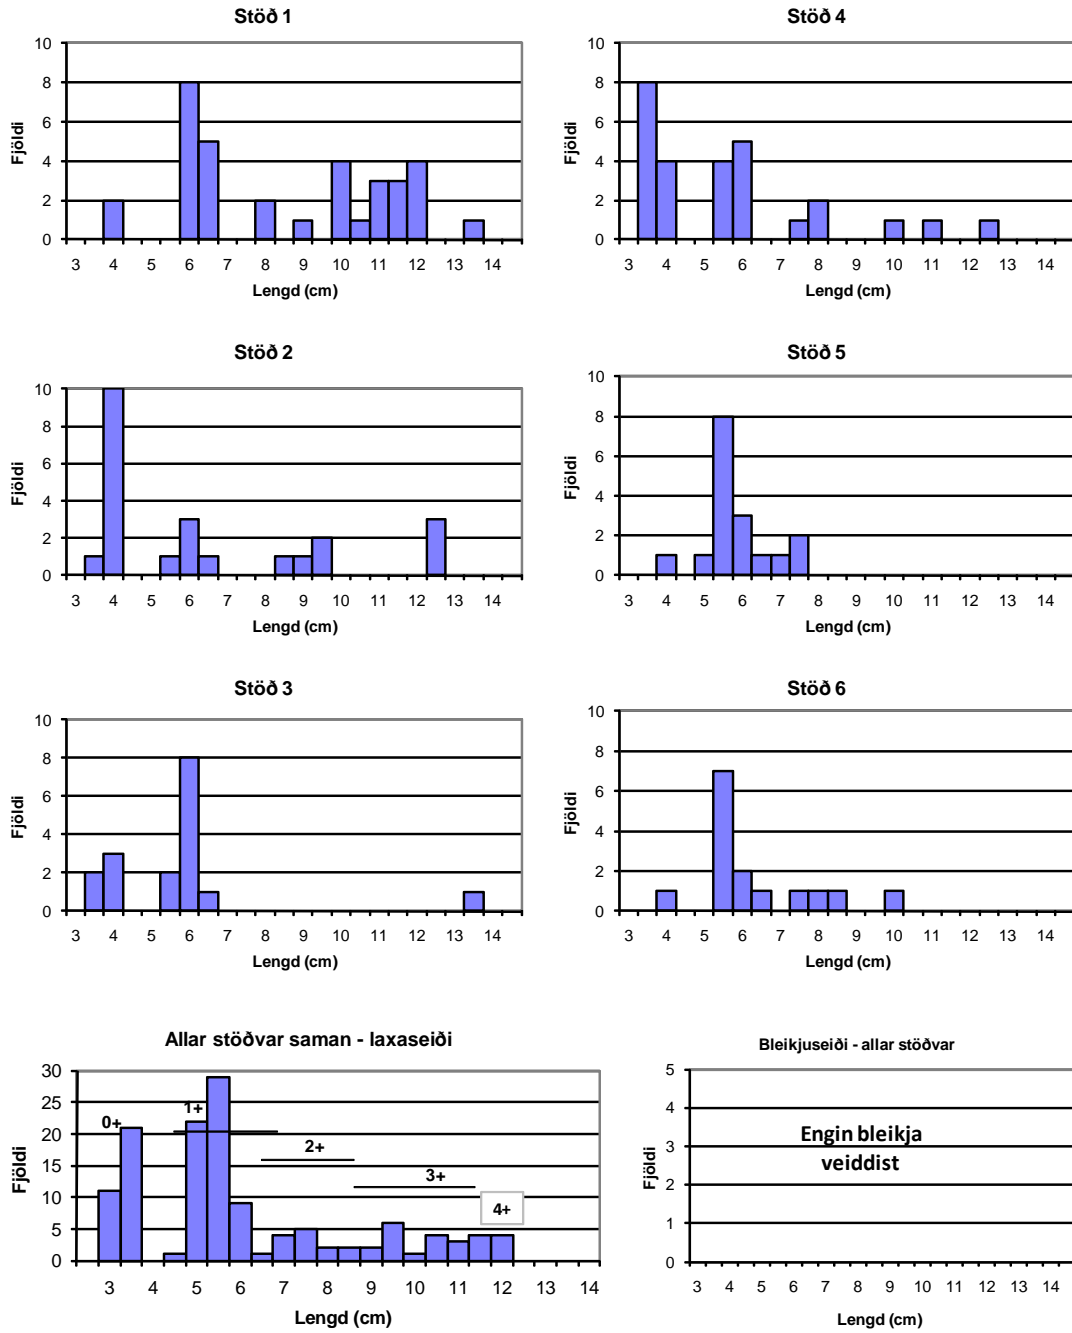 Stöð 1
10
8
6
4
2
0
Fjöldi
3 4 5 6 7 8 9 10 11 12 13 14
Lengd (cm)
Stöð 4
10
8
6
4
2
0
Fjöldi
3 4 5 6 7 8 9 10 11 12 13 14
Lengd (cm)
Stöð 2
10
8
6
4
2
0
Fjöldi
3 4 5 6 7 8 9 10 11 12 13 14
Lengd (cm)
Stöð 5
10
8
6
4
2
0
Fjöldi
3 4 5 6 7 8 9 10 11 12 13 14
Lengd (cm)
Stöð 3
10
8
6
4
2
0
Fjöldi
3 4 5 6 7 8 9 10 11 12 13 14
Lengd (cm)
Stöð 6
10
8
6
4
2
0
Fjöldi
3 4 5 6 7 8 9 10 11 12 13 14
Lengd (cm)
Allar stöðvar saman - laxaseiði
30
25
20
15
10
5
0
Fjöldi
0+
1+
2+
3+
4+
3 4 5 6 7 8 9 10 11 12 13 14
Lengd (cm)
Bleikjuseiði - allar stöðvar
5
4
3
2
1
0
Fjöldi
Engin bleikja
veiddist
3 4 5 6 7 8 9 10 11 12 13 14
Lengd (cm)